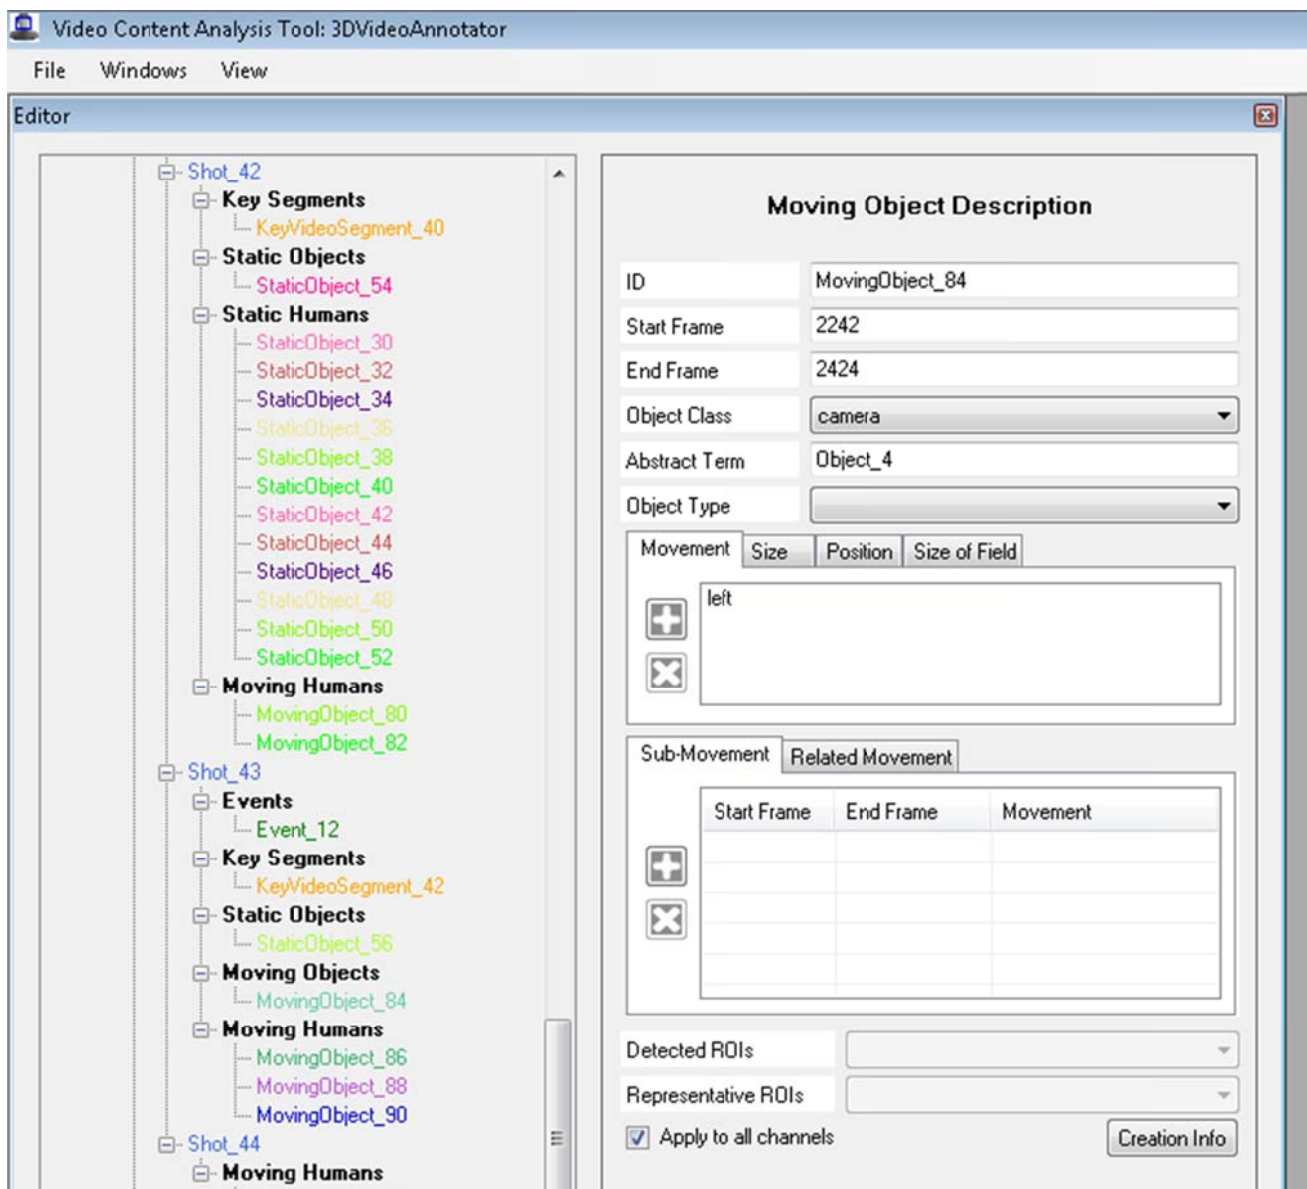 Video Content Analysis Tool: 3DVideoAnnotator
File Windows View
Editor
Shot_42
Key Segments
KeyVideoSegment_40
Static Objects
StaticObject_54
Static Humans
StaticObject_30
StaticObject_32
StaticObject_34
StaticObject_36
StaticObject_38
StaticObject_40
StaticObject_42
StaticObject_44
StaticObject_46
StaticObject_48
StaticObject_50
StaticObject_52
Moving Humans
MovingObject_80
MovingObject_82
Shot_43
Events
Event_12
Key Segments
KeyVideoSegment_42
Static Objects
StaticObject_56
Moving Objects
MovingObject_84
Moving Humans
MovingObject_86
MovingObject_88
MovingObject_90
Shot_44
Moving Humans
Moving Object Description
ID MovingObject_84
Start Frame 2242
End Frame 2424
Object Class camera
Abstract Term Object_4
Object Type
Movement Size Position Size of Field
left
Sub-Movement Related Movement
Start Frame End Frame Movement
Detected ROIs
Representative ROIs
Apply to all channels Creation Info